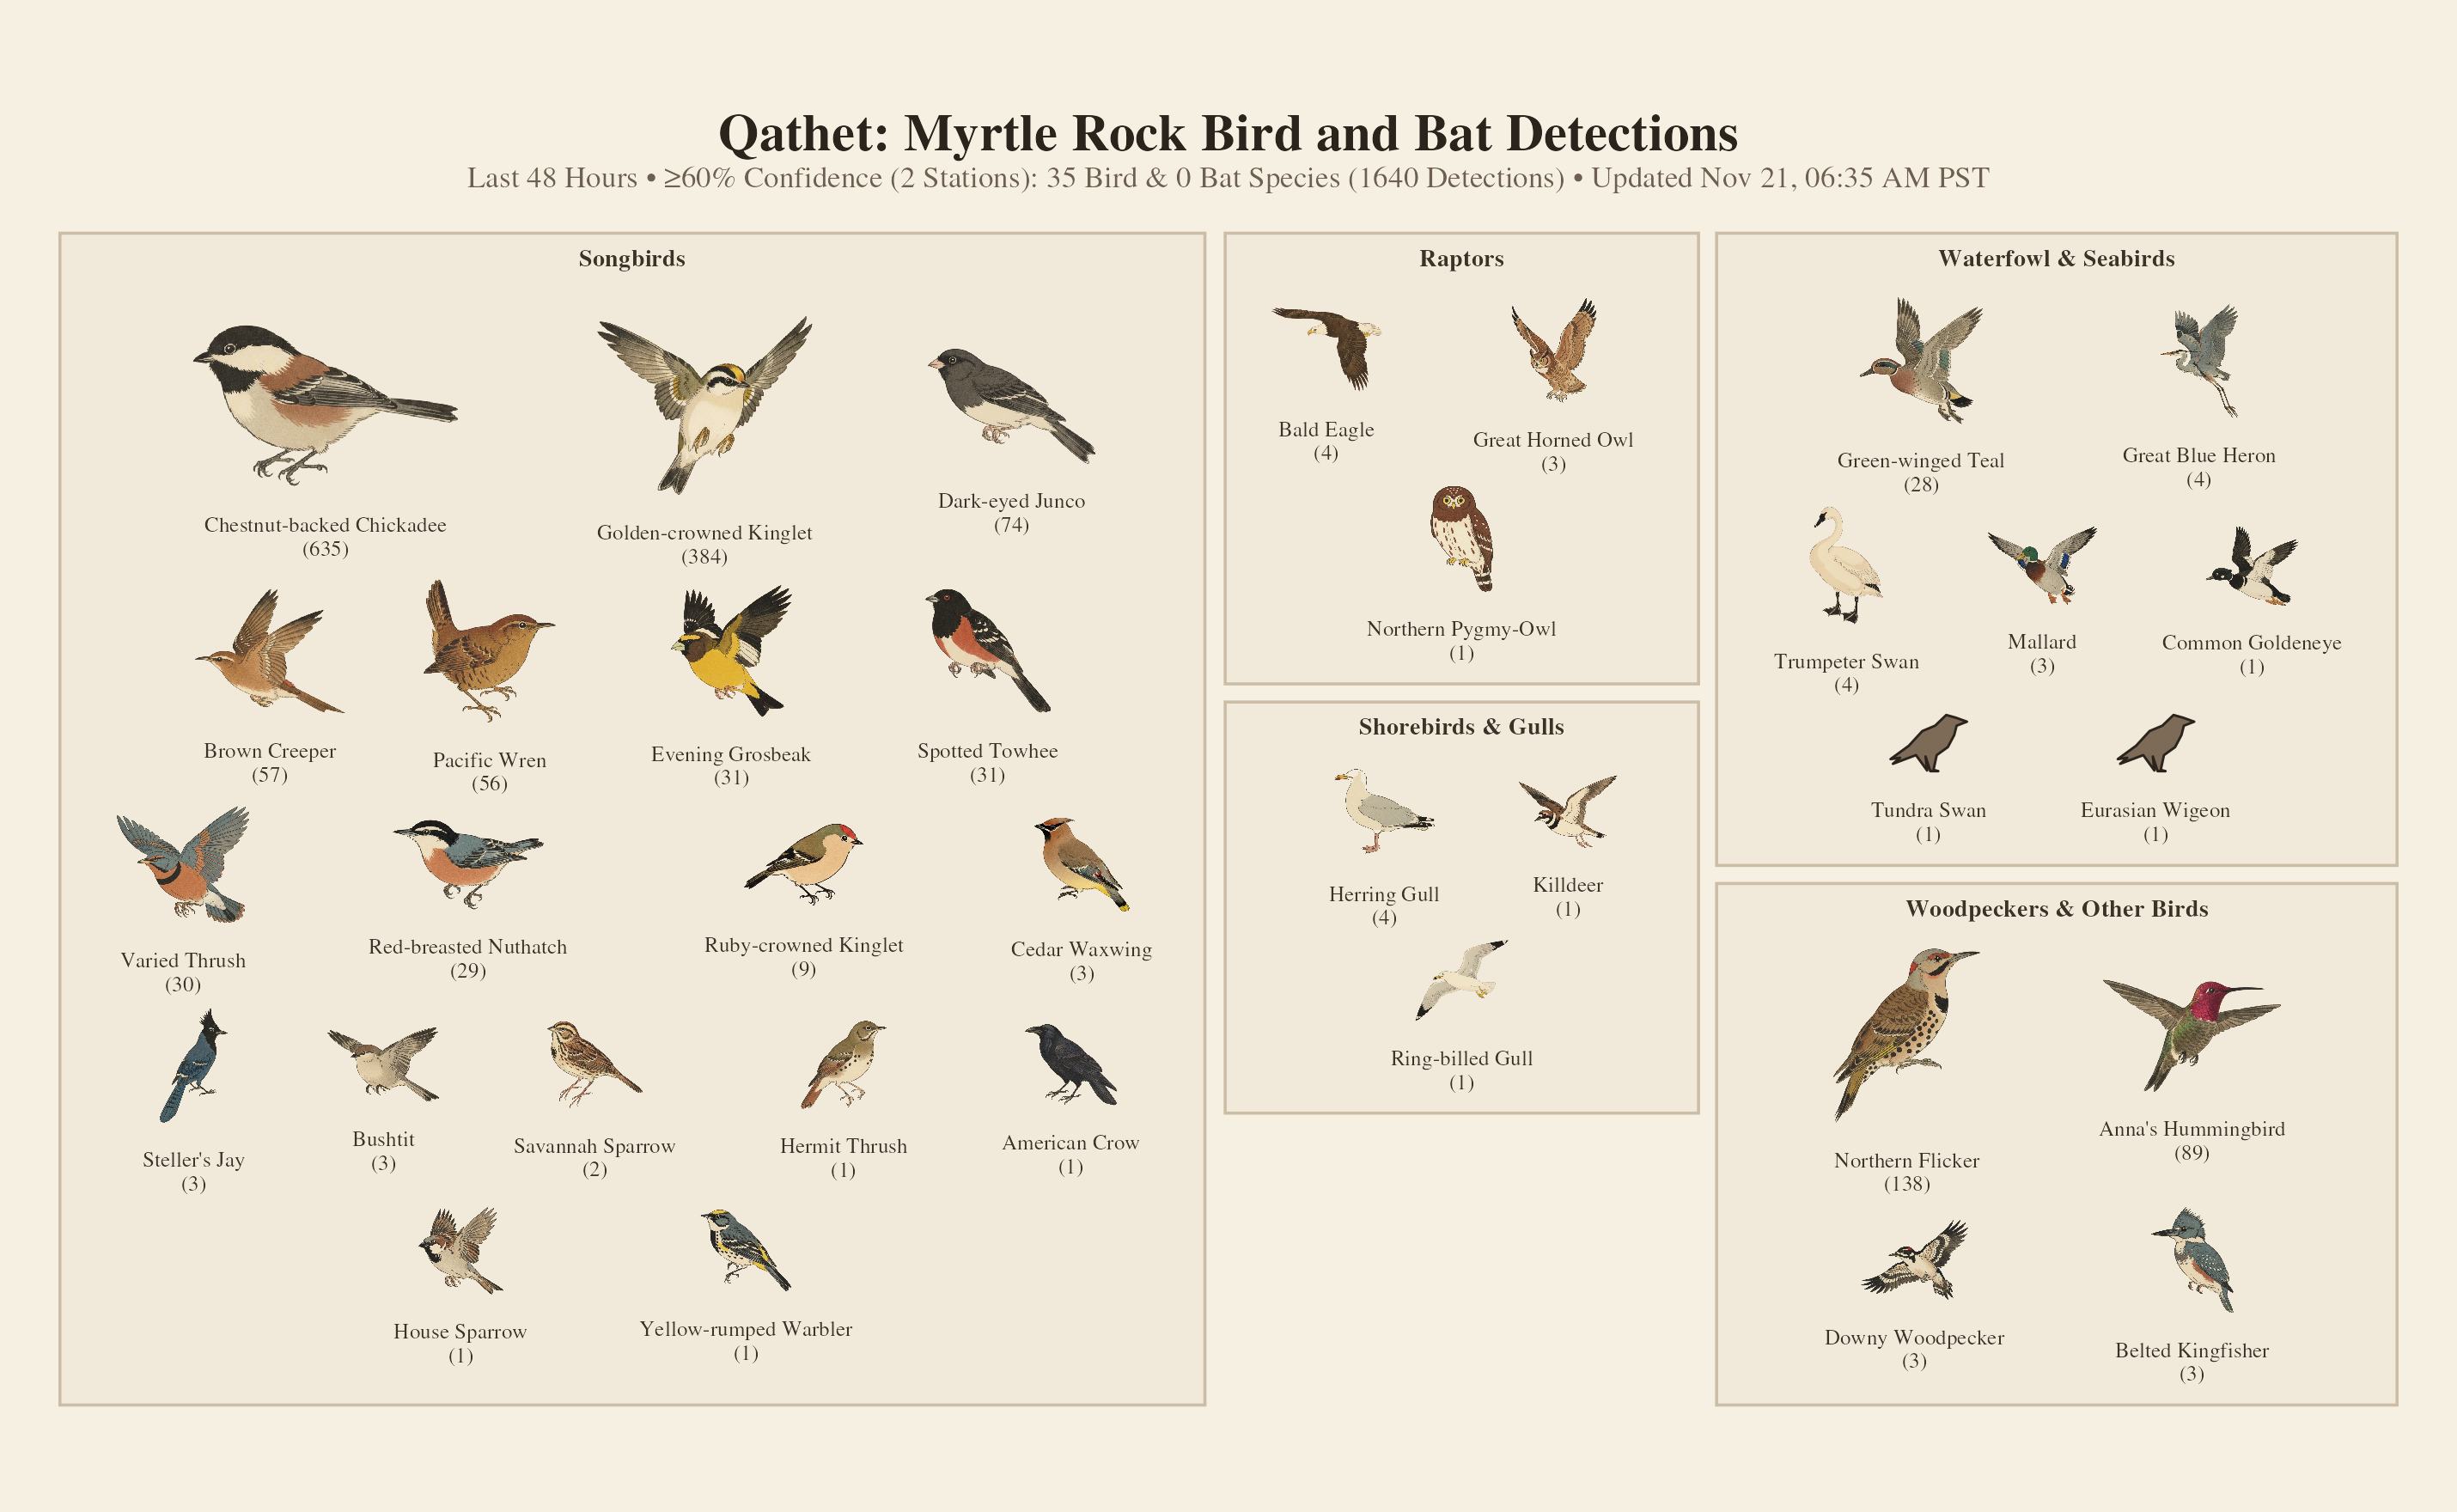 Qathet: Myrtle Rock Bird and Bat Detections
Last 48 Hours • ≥60% Confidence (2 Stations): 35 Bird & 0 Bat Species (1640 Detections) • Updated Nov 21, 06:35 AM PST
Songbirds
Chestnut-backed Chickadee
(635)
Golden-crowned Kinglet
(384)
Dark-eyed Junco
(74)
Brown Creeper
(57)
Pacific Wren
(56)
Evening Grosbeak
(31)
Spotted Towhee
(31)
Varied Thrush
(30)
Red-breasted Nuthatch
(29)
Ruby-crowned Kinglet
(9)
Cedar Waxwing
(3)
Steller's Jay
(3)
Bushtit
(3)
Savannah Sparrow
(2)
Hermit Thrush
(1)
American Crow
(1)
House Sparrow
(1)
Yellow-rumped Warbler
(1)
Raptors
Bald Eagle
(4)
Great Horned Owl
(3)
Northern Pygmy-Owl
(1)
Shorebirds & Gulls
Herring Gull
(4)
Killdeer
(1)
Ring-billed Gull
(1)
Waterfowl & Seabirds
Green-winged Teal
(28)
Great Blue Heron
(4)
Trumpeter Swan
(4)
Mallard
(3)
Common Goldeneye
(1)
Tundra Swan
(1)
Eurasian Wigeon
(1)
Woodpeckers & Other Birds
Northern Flicker
(138)
Anna's Hummingbird
(89)
Downy Woodpecker
(3)
Belted Kingfisher
(3)